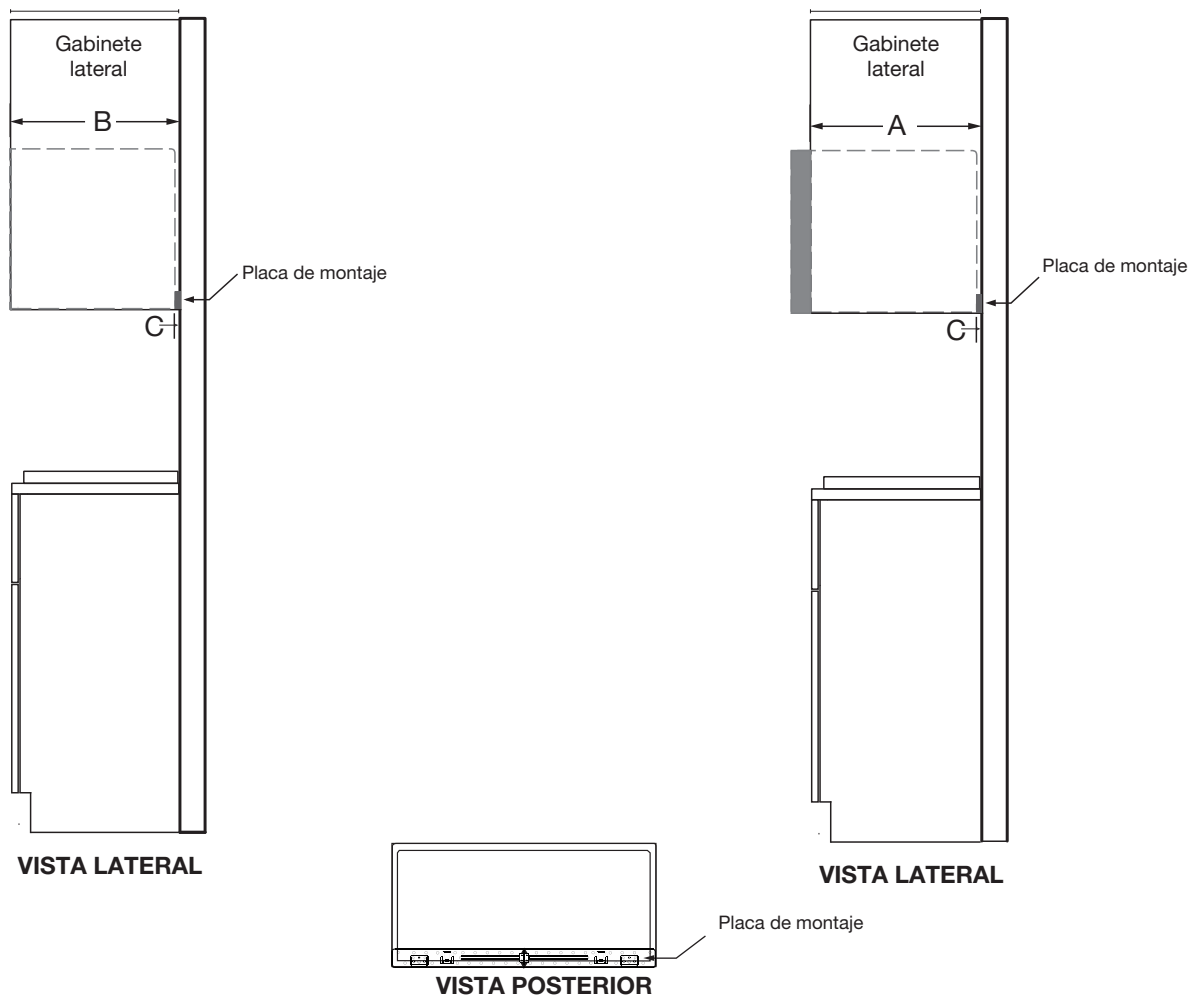 Gabinete
lateral
B
Placa de montaje
C
VISTA LATERAL
Gabinete
lateral
A
Placa de montaje
C
VISTA LATERAL
Placa de montaje
VISTA POSTERIOR